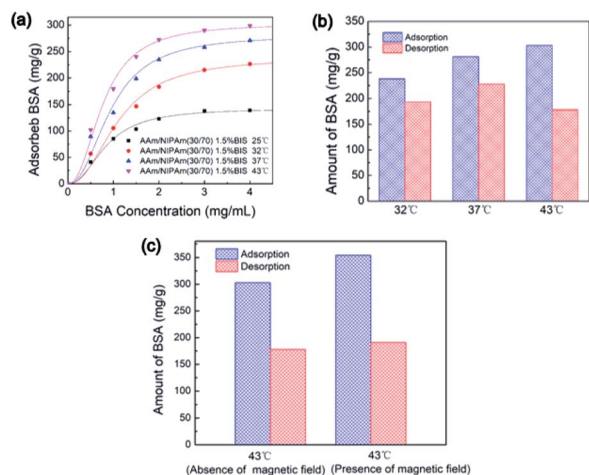 (a)
300
250
200
150
100
50
0
Adsorbeb BSA (mg/g)
AAm/NIPAm(30/70) 1.5%BIS 25℃
AAm/NIPAm(30/70) 1.5%BIS 32℃
AAm/NIPAm(30/70) 1.5%BIS 37℃
AAm/NIPAm(30/70) 1.5%BIS 43℃
0 1 2 3 4
BSA Concentration (mg/mL)
(b)
Adsorption
Desorption
350
300
250
200
150
100
50
0
Amount of BSA (mg/g)
32℃ 37℃ 43℃
(c)
Adsorption
Desorption
350
300
250
200
150
100
50
0
Amount of BSA (mg/g)
43℃ 43℃
(Absence of magnetic field) (Presence of magnetic field)